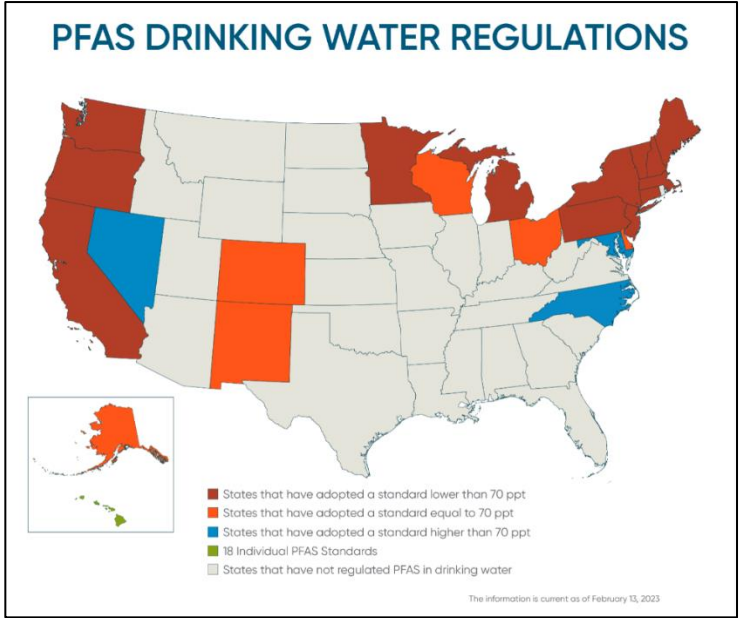 PFAS DRINKING WATER REGULATIONS
States that have adopted a standard lower than 70 ppt
States that have adopted a standard equal to 70 ppt
States that have adopted a standard higher than 70 ppt
18 Individual PFAS Standards
States that have not regulated PFAS in drinking water
The information is current as of February 13, 2023